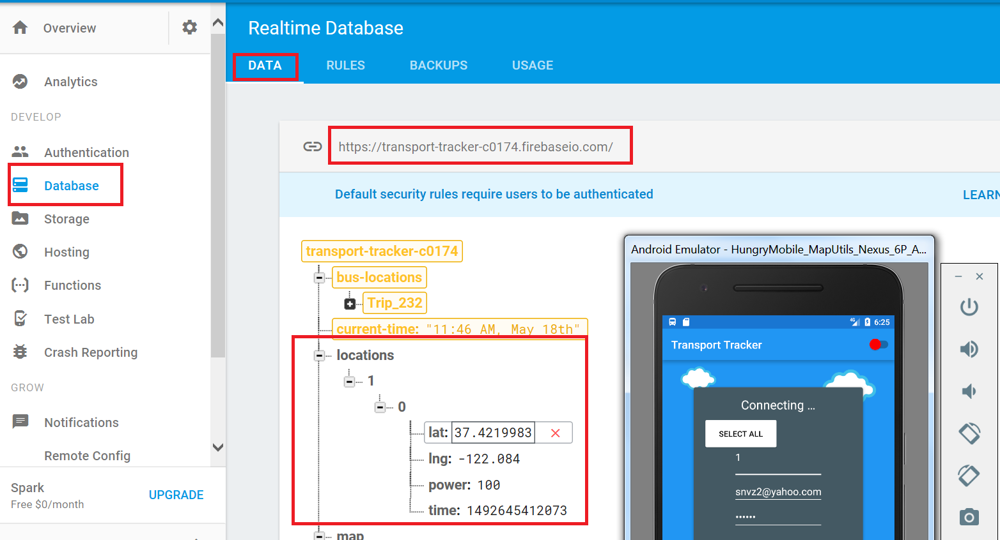 Overview
Analytics
DEVELOP
Authentication
Database
Storage
Hosting
Functions
Test Lab
Crash Reporting
GROW
Notifications
Remote Config
Spark
Free $0/month
UPGRADE
Realtime Database
DATA RULES BACKUPS USAGE
https://transport-tracker-c0174.firebaseio.com/
Default security rules require users to be authenticated
LEARN
transport-tracker-c0174
bus-locations
Trip_232
current-time: "11:46 AM, May 18th"
locations
1
0
lat: 37.4219983
lng: -122.084
power: 100
time: 1492645412073
map
Android Emulator - HungryMobile_MapUtils_Nexus_6P_A...
4G 6:25
Transport Tracker
Connecting ...
SELECT ALL
1
snvz2@yahoo.com